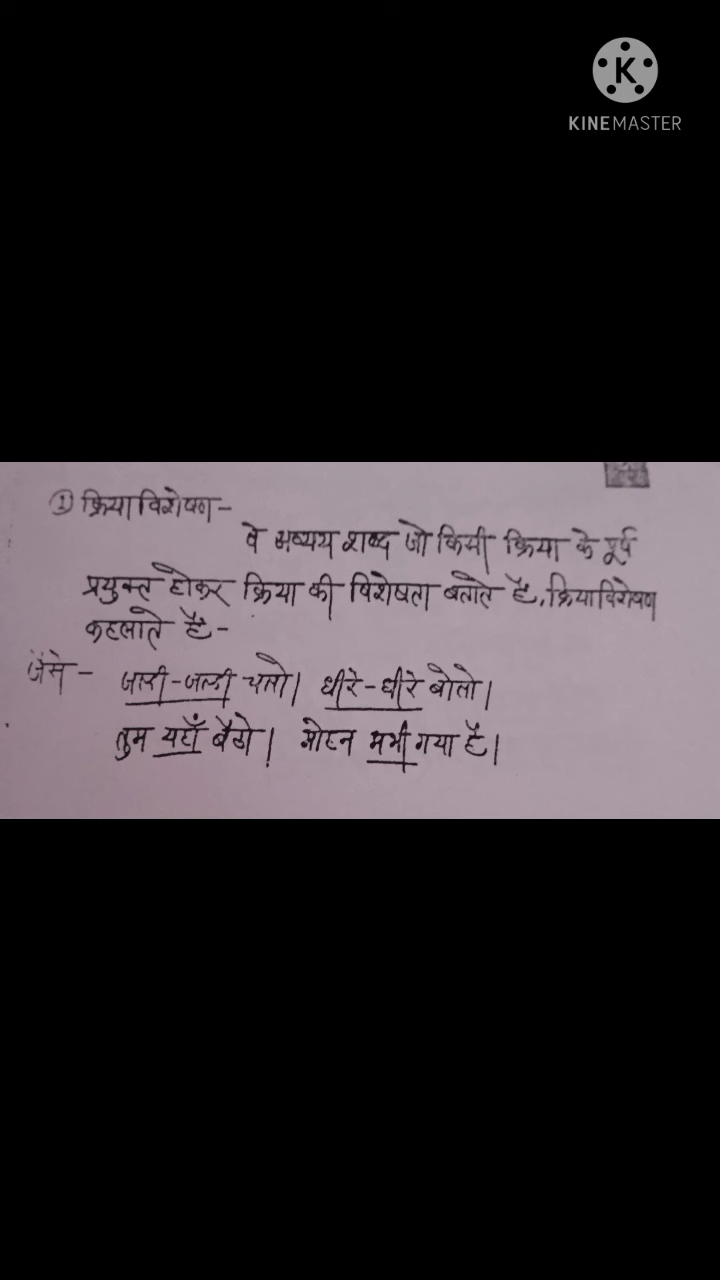 KINEMASTER
① क्रियाविशेषण -
वे अव्यय शब्द जो किसी क्रिया के पूर्व
प्रयुक्त होकर क्रिया की विशेषता बताते है, क्रियाविशेषण
कहलाते है -
जैसे - जल्दी-जल्दी चलो। धीरे-धीरे बोलो।
तुम यहाँ बैठो। मोहन अभी गया है।